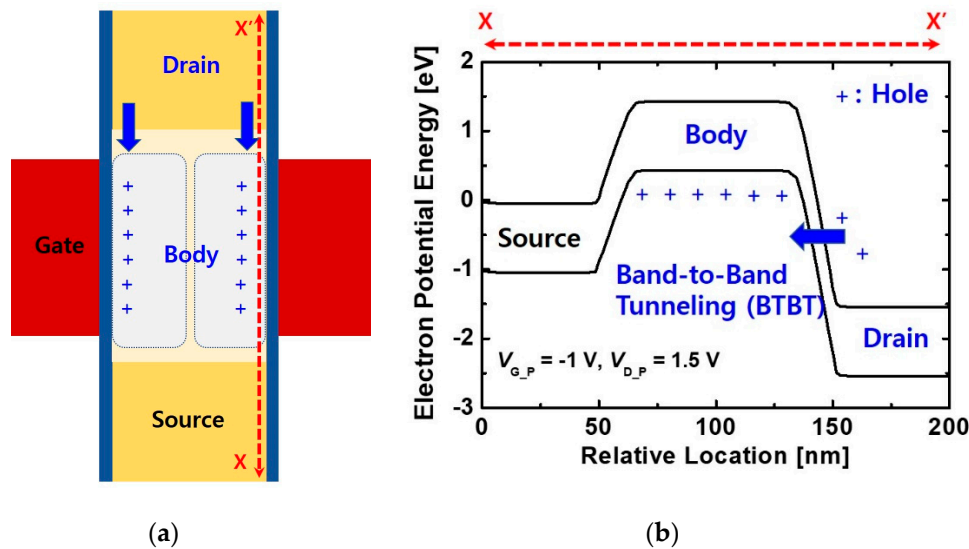 X'
Drain
+ +
+ +
+ +
Gate
Body
+ +
+ +
+ +
Source
X
(a)
X X'
Electron Potential Energy [eV]
2
1
0
-1
-2
-3
+ : Hole
Body
+ + + + + + +
+
Source
Band-to-Band
Tunneling (BTBT)
Drain
V_G_P = -1 V, V_D_P = 1.5 V
0 50 100 150 200
Relative Location [nm]
(b)